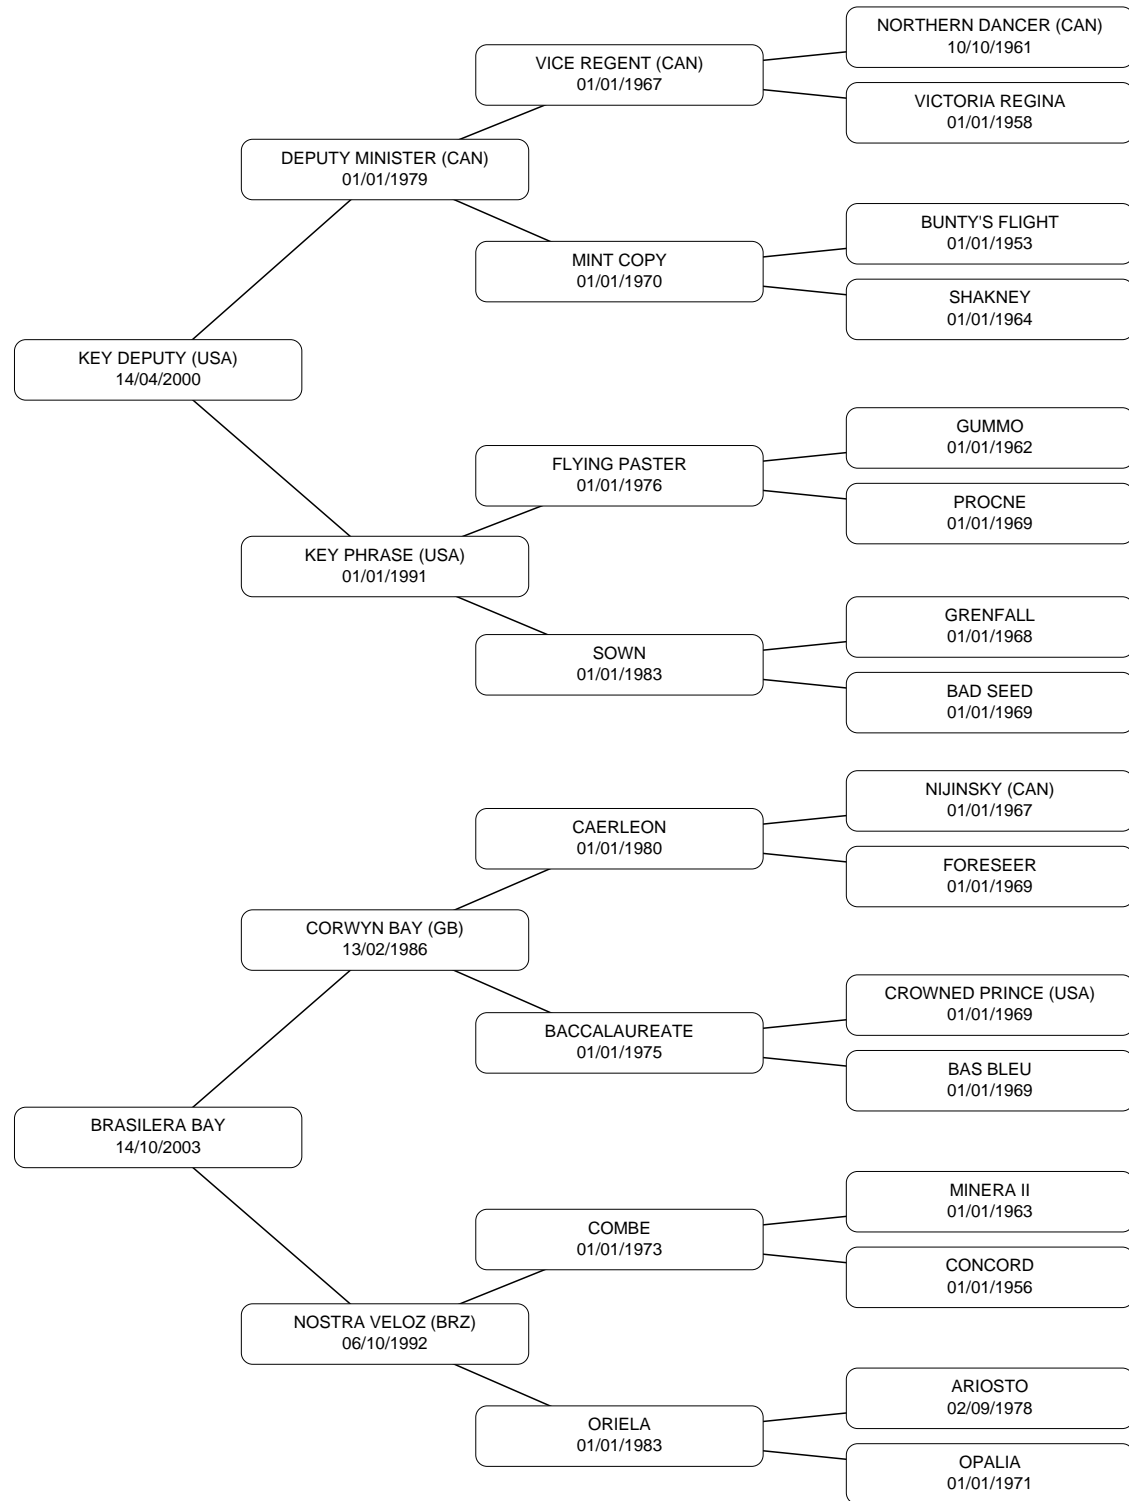 NORTHERN DANCER (CAN)
10/10/1961
VICE REGENT (CAN)
01/01/1967
VICTORIA REGINA
01/01/1958
DEPUTY MINISTER (CAN)
01/01/1979
BUNTY'S FLIGHT
01/01/1953
MINT COPY
01/01/1970
SHAKNEY
01/01/1964
KEY DEPUTY (USA)
14/04/2000
GUMMO
01/01/1962
FLYING PASTER
01/01/1976
PROCNE
01/01/1969
KEY PHRASE (USA)
01/01/1991
GRENFALL
01/01/1968
SOWN
01/01/1983
BAD SEED
01/01/1969
NIJINSKY (CAN)
01/01/1967
CAERLEON
01/01/1980
FORESEER
01/01/1969
CORWYN BAY (GB)
13/02/1986
CROWNED PRINCE (USA)
01/01/1969
BACCALAUREATE
01/01/1975
BAS BLEU
01/01/1969
BRASILERA BAY
14/10/2003
MINERA II
01/01/1963
COMBE
01/01/1973
CONCORD
01/01/1956
NOSTRA VELOZ (BRZ)
06/10/1992
ARIOSTO
02/09/1978
ORIELA
01/01/1983
OPALIA
01/01/1971